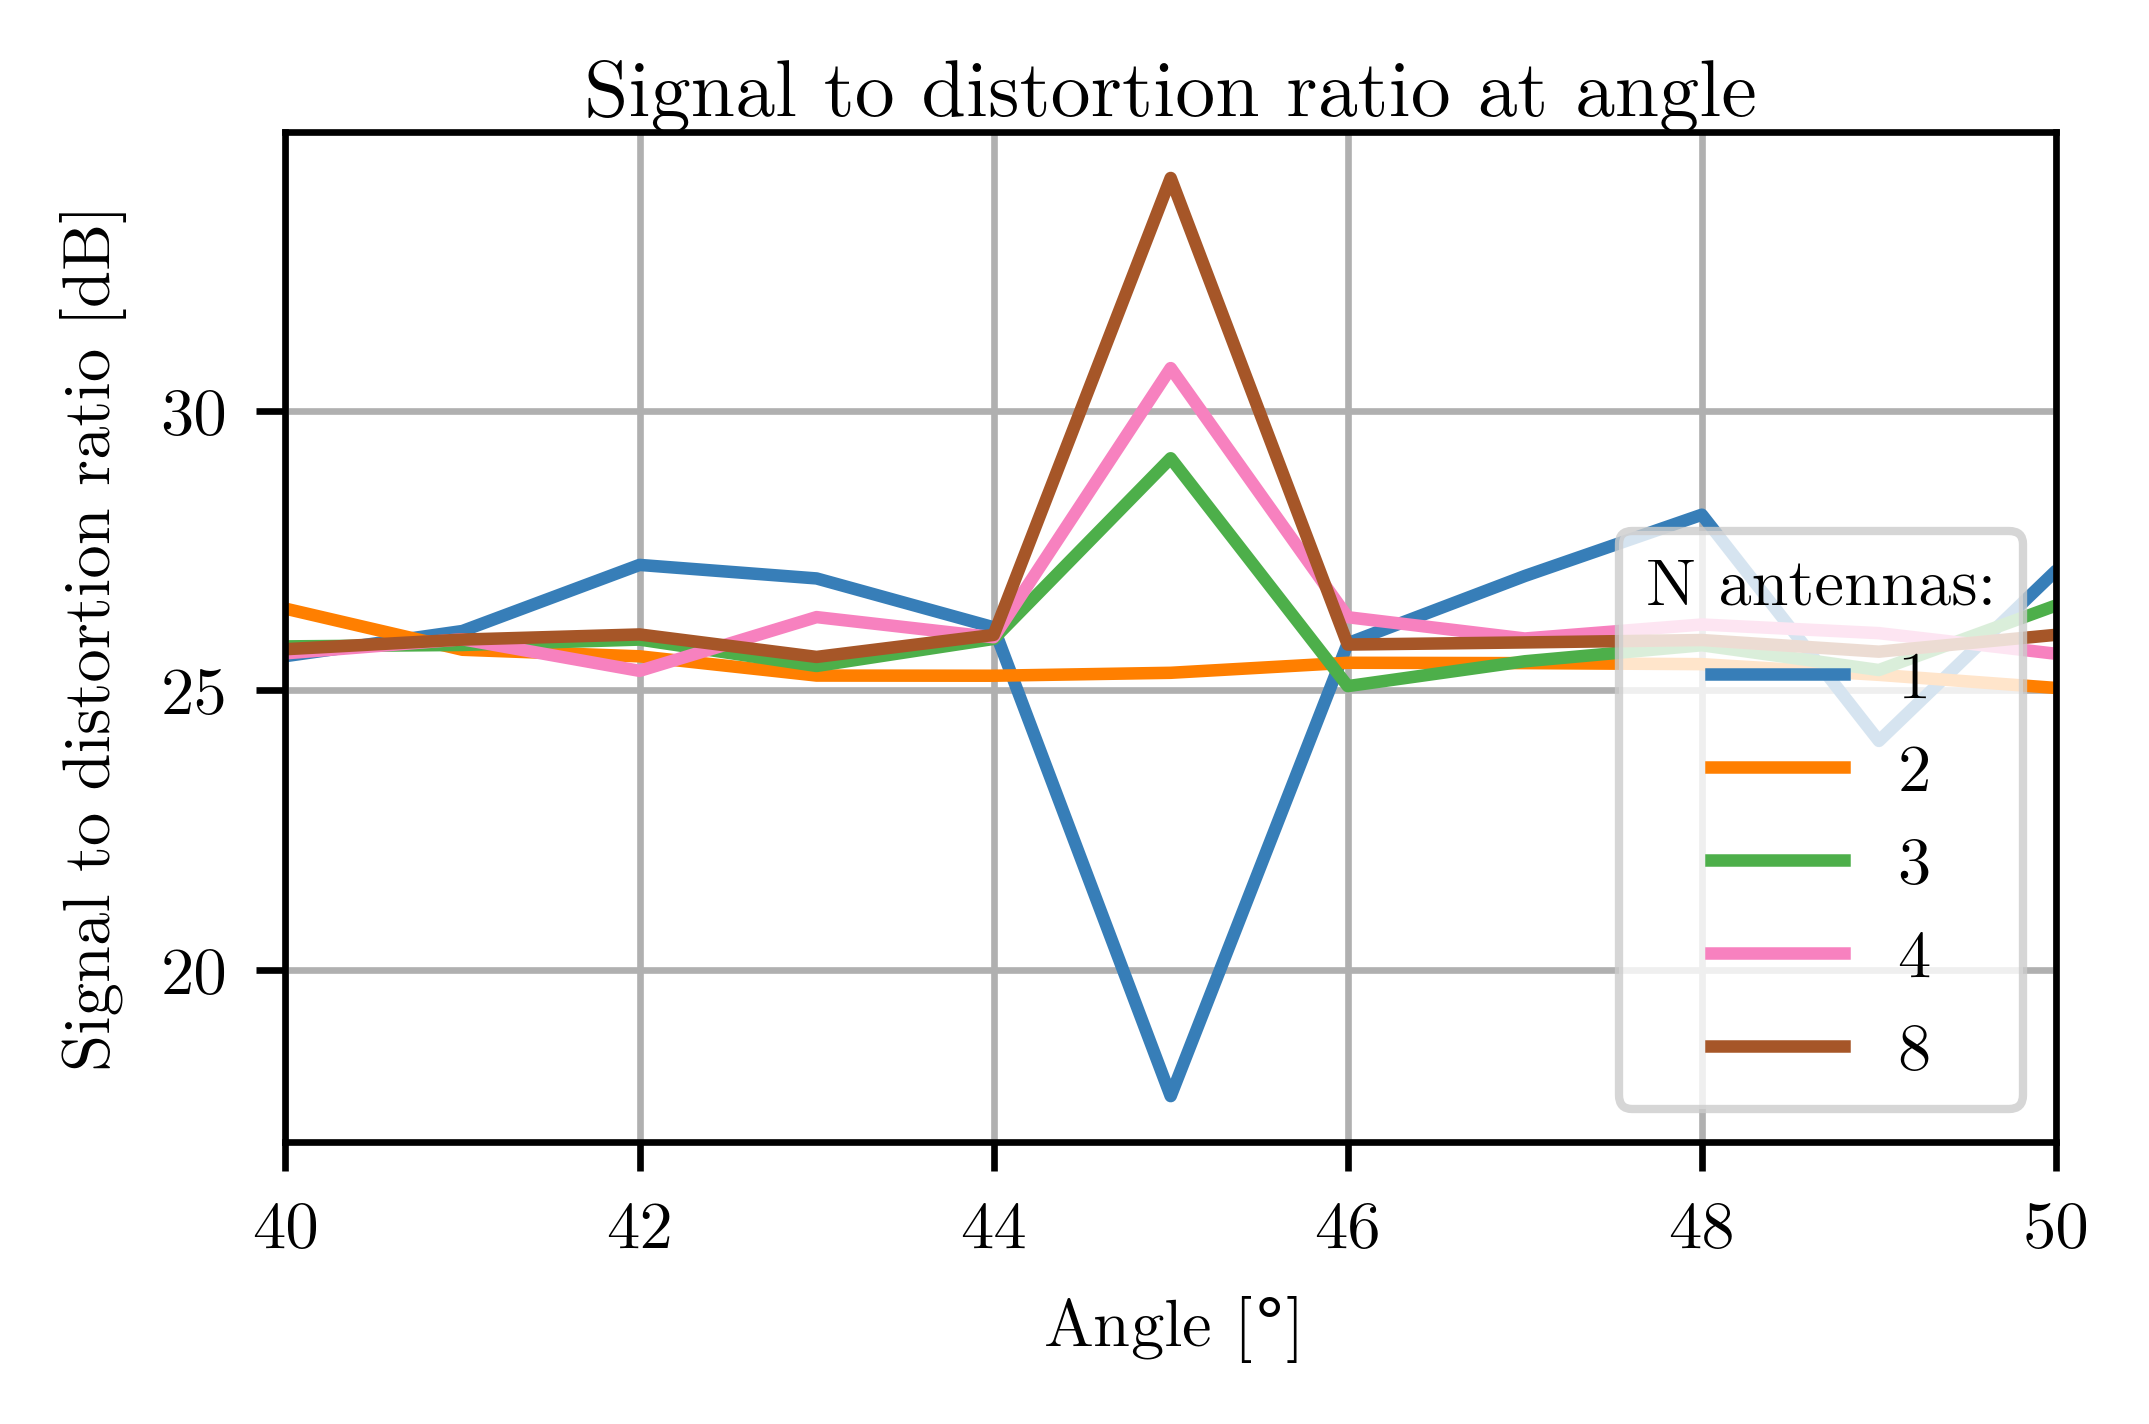 Signal to distortion ratio at angle
Signal to distortion ratio [dB]
30
25
20
N antennas:
1
2
3
4
8
40 42 44 46 48 50
Angle [°]